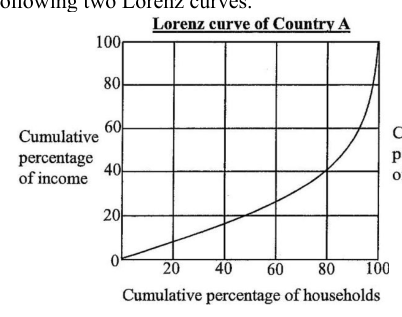 following two Lorenz curves.
Lorenz curve of Country A
100
80
60
40
20
0
Cumulative
percentage
of income
C
p
o
20 40 60 80 100
Cumulative percentage of households